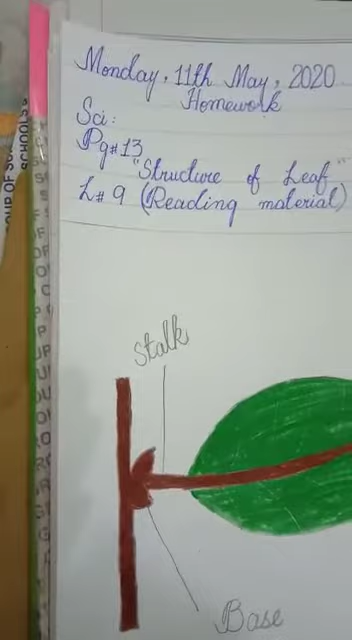 Monday, 11th May, 2020
Homework
Sci:
Pg#13
"Structure of Leaf"
L# 9 (Reading material)
Stalk
Base